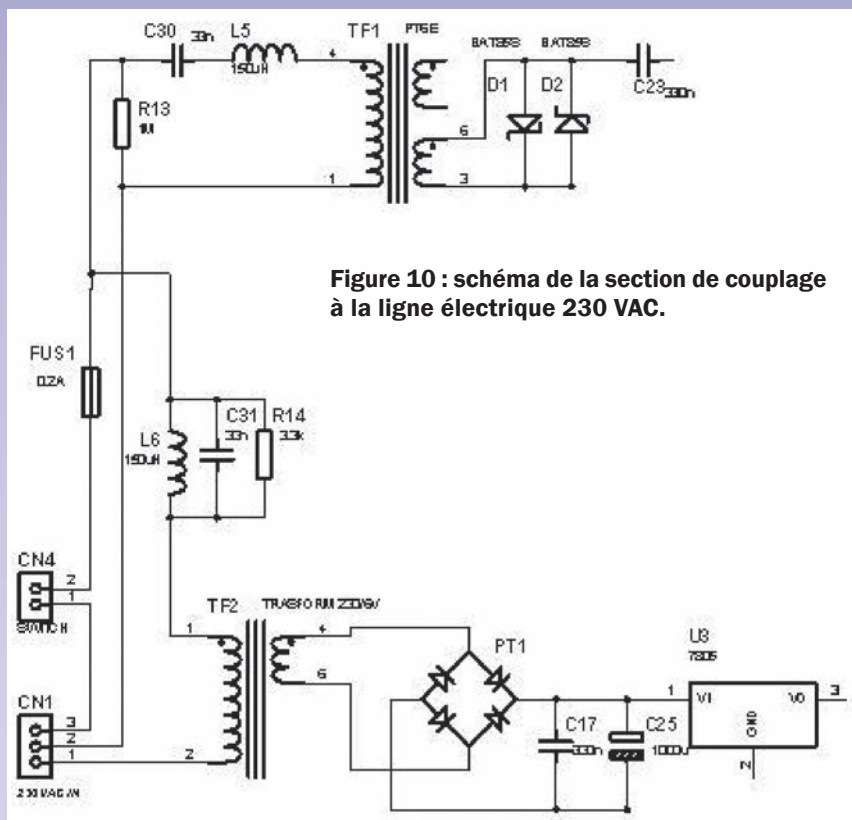 C30 33n L5
150uH
TF1 PT6E
BAT85S BAT85S
D1 D2
C23 330n
R13
1M
4
1
6
3
Figure 10 : schéma de la section de couplage
à la ligne électrique 230 VAC.
FUS1
0.2A
L6
150uH
C31 R14
33n 3.3k
CN4
2
1
SWITCH
TF2 TRASFORM 230/6V
1
2
4
6
PT1
U3
7805
1
VI VO
3
GND
2
C17
330n
C25
1000u
CN1
3
2
1
230VAC IN